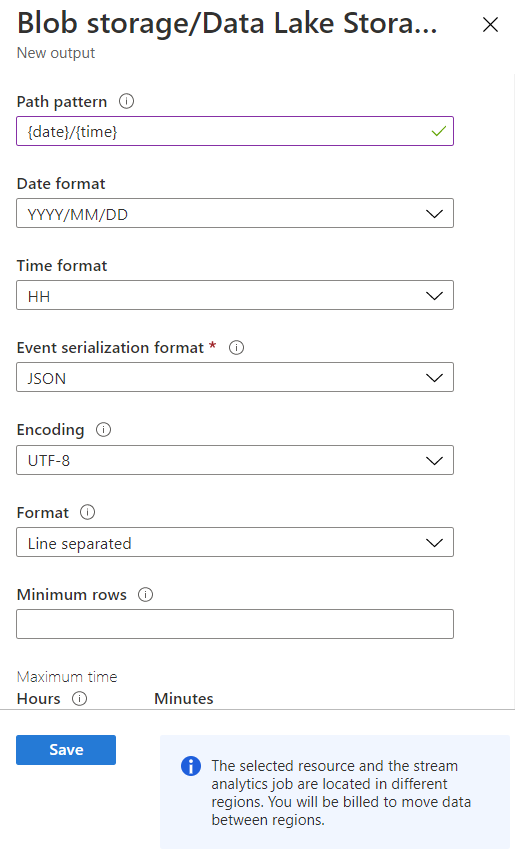 Blob storage/Data Lake Stora...
New output
Path pattern
{date}/{time}
Date format
YYYY/MM/DD
Time format
HH
Event serialization format *
JSON
Encoding
UTF-8
Format
Line separated
Minimum rows
Maximum time
Hours Minutes
Save
The selected resource and the stream
analytics job are located in different
regions. You will be billed to move data
between regions.